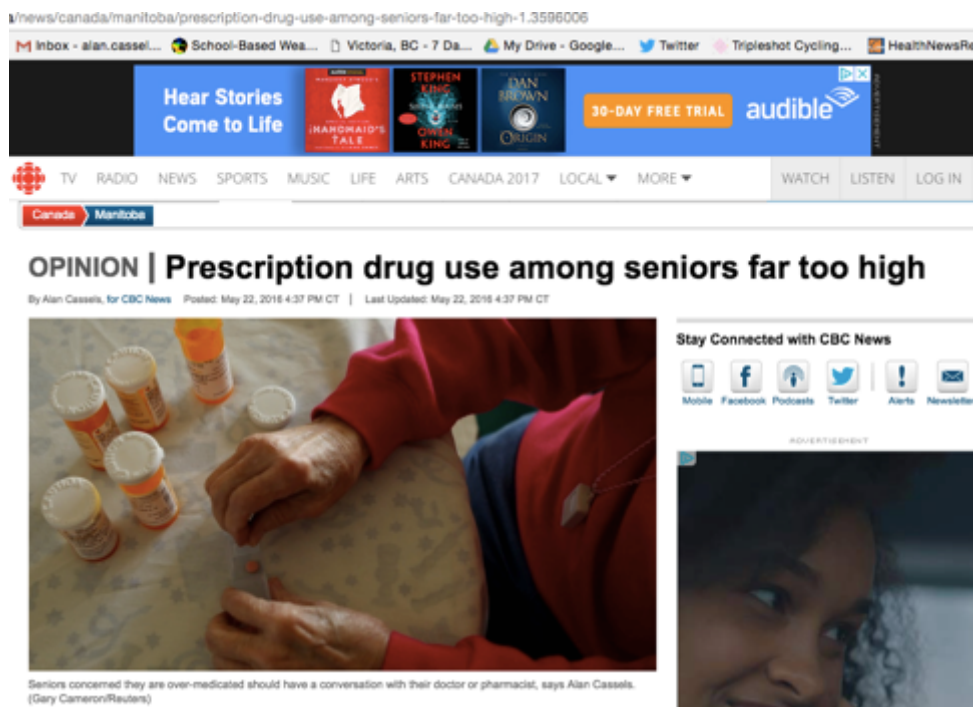 a/news/canada/manitoba/prescription-drug-use-among-seniors-far-too-high-1.3596006
Inbox - alan.cassel... School-Based Wea... Victoria, BC - 7 Da... My Drive - Google... Twitter Tripleshot Cycling... HealthNewsRe
Hear Stories
Come to Life
HANDMAID'S
TALE
STEPHEN
KING
OWEN
KING
DAN
BROWN
ORIGIN
30-DAY FREE TRIAL
audible
ADVERTISEMENT
TV RADIO NEWS SPORTS MUSIC LIFE ARTS CANADA 2017 LOCAL MORE WATCH LISTEN LOG IN
Canada Manitoba
OPINION | Prescription drug use among seniors far too high
By Alan Cassels, for CBC News Posted: May 22, 2016 4:37 PM CT | Last Updated: May 22, 2016 4:37 PM CT
Stay Connected with CBC News
Mobile Facebook Podcasts Twitter Alerts Newsletter
ADVERTISEMENT
Seniors concerned they are over-medicated should have a conversation with their doctor or pharmacist, says Alan Cassels.
(Gary Cameron/Reuters)